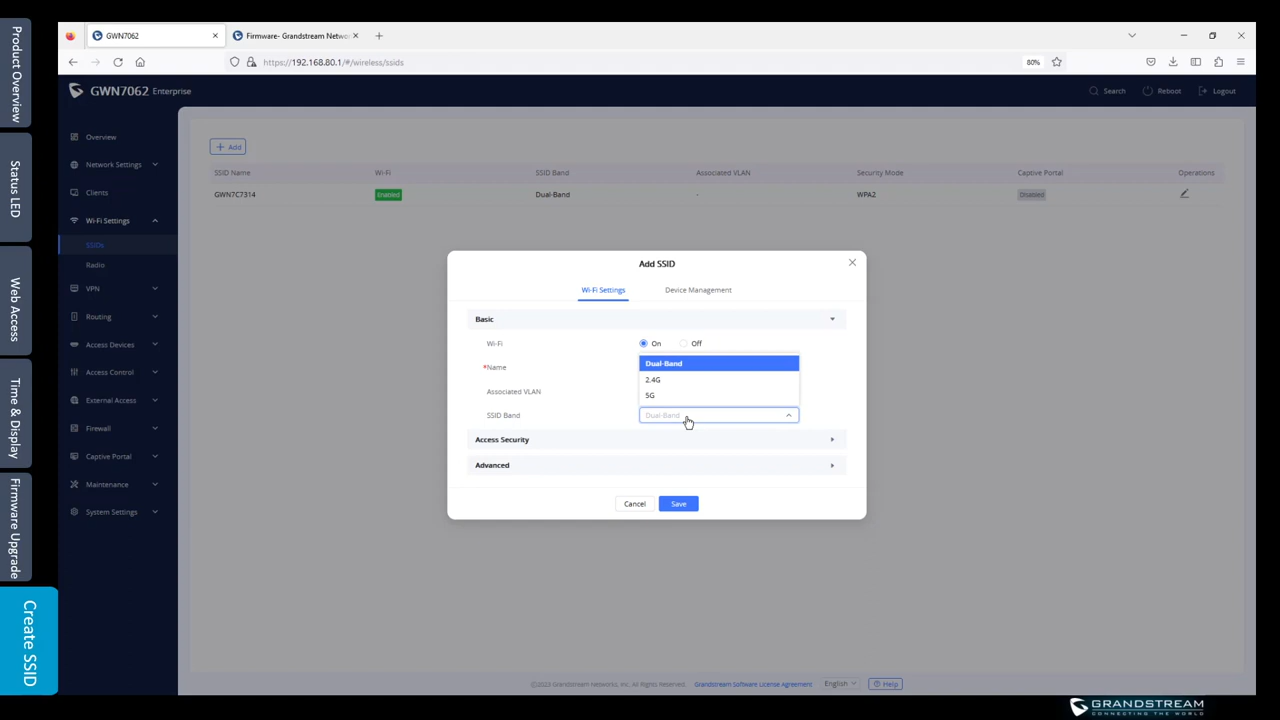 Product Overview
Status LED
Web Access
Time & Display
Firmware Upgrade
Create SSID
GWN7062
Firmware- Grandstream Netwo
https://192.168.80.1/#/wireless/ssids
80%
GWN7062 Enterprise
Search
Reboot
Logout
Overview
Network Settings
Clients
Wi-Fi Settings
SSIDs
Radio
VPN
Routing
Access Devices
Access Control
External Access
Firewall
Captive Portal
Maintenance
System Settings
+ Add
SSID Name Wi-Fi SSID Band Associated VLAN Security Mode Captive Portal Operations
GWN7C7314 Enabled Dual-Band - WPA2 Disabled
Add SSID
Wi-Fi Settings Device Management
Basic
Wi-Fi On Off
*Name
Associated VLAN
SSID Band
Dual-Band
2.4G
5G
Dual-Band
Access Security
Advanced
Cancel Save
©2023 Grandstream Networks, Inc. All Rights Reserved. Grandstream Software License Agreement English Help
GRANDSTREAM
CONNECTING THE WORLD